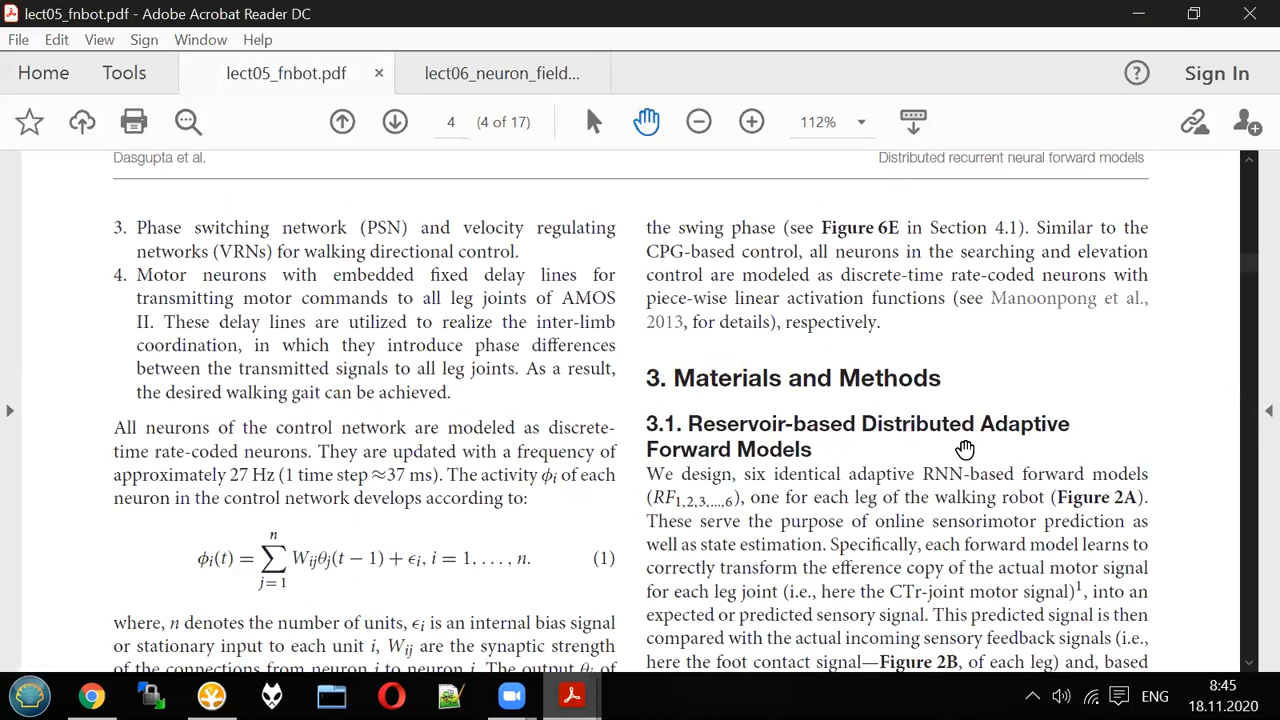 lect05_fnbot.pdf - Adobe Acrobat Reader DC
File Edit View Sign Window Help
Home Tools lect05_fnbot.pdf × lect06_neuron_field... ? Sign In
4 (4 of 17) 112%
Dasgupta et al. Distributed recurrent neural forward models
3. Phase switching network (PSN) and velocity regulating
networks (VRNs) for walking directional control.
4. Motor neurons with embedded fixed delay lines for
transmitting motor commands to all leg joints of AMOS
II. These delay lines are utilized to realize the inter-limb
coordination, in which they introduce phase differences
between the transmitted signals to all leg joints. As a result,
the desired walking gait can be achieved.
All neurons of the control network are modeled as discrete-
time rate-coded neurons. They are updated with a frequency of
approximately 27 Hz (1 time step ≈37 ms). The activity ϕi of each
neuron in the control network develops according to:
ϕi(t) = ∑ⁿj=1 Wijθj(t − 1) + ϵi, i = 1, . . . , n. (1)
where, n denotes the number of units, ϵi is an internal bias signal
or stationary input to each unit i, Wij are the synaptic strength
of the connections from neuron j to neuron i. The output θi of
the swing phase (see Figure 6E in Section 4.1). Similar to the
CPG-based control, all neurons in the searching and elevation
control are modeled as discrete-time rate-coded neurons with
piece-wise linear activation functions (see Manoonpong et al.,
2013, for details), respectively.
3. Materials and Methods
3.1. Reservoir-based Distributed Adaptive
Forward Models
We design, six identical adaptive RNN-based forward models
(RF1,2,3,...,6), one for each leg of the walking robot (Figure 2A).
These serve the purpose of online sensorimotor prediction as
well as state estimation. Specifically, each forward model learns to
correctly transform the efference copy of the actual motor signal
for each leg joint (i.e., here the CTr-joint motor signal)¹, into an
expected or predicted sensory signal. This predicted signal is then
compared with the actual incoming sensory feedback signals (i.e.,
here the foot contact signal—Figure 2B, of each leg) and, based
ENG
8:45
18.11.2020